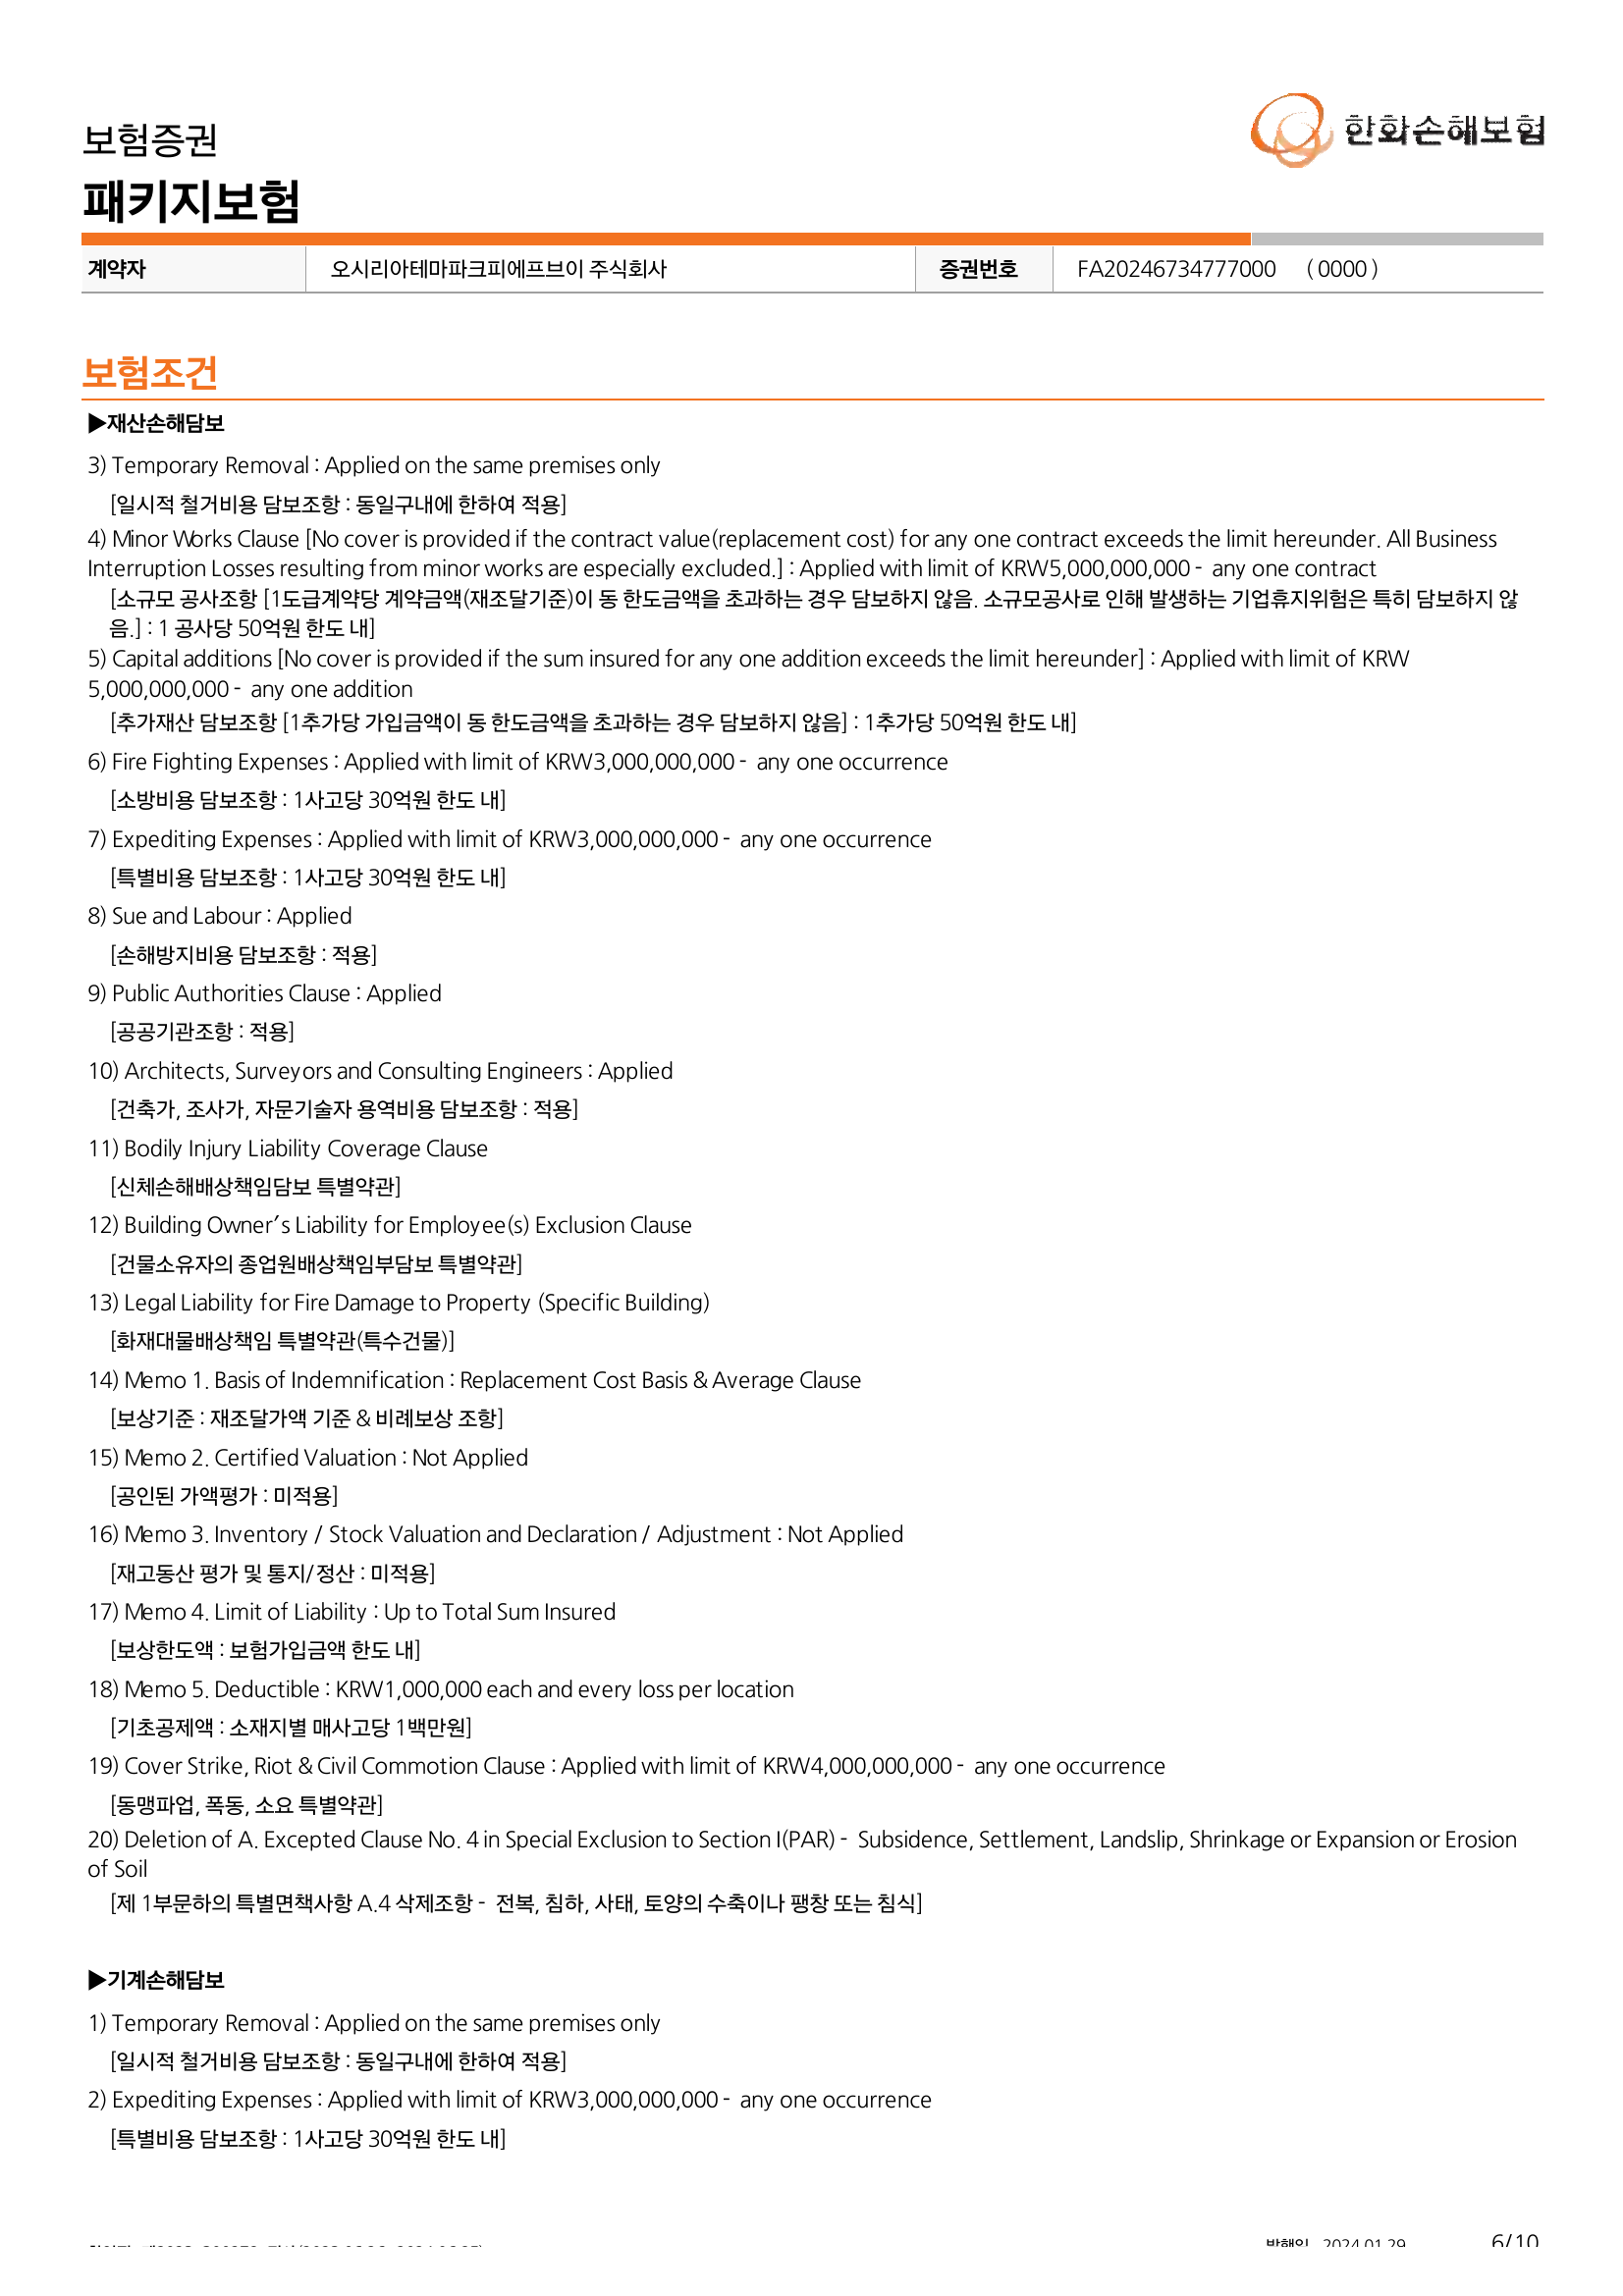 한화손해보험
보험증권
패키지보험
계약자 오시리아테마파크피에프브이 주식회사 증권번호 FA20246734777000 ( 0000 )
보험조건
▶재산손해담보
3) Temporary Removal : Applied on the same premises only
[일시적 철거비용 담보조항 : 동일구내에 한하여 적용]
4) Minor Works Clause [No cover is provided if the contract value(replacement cost) for any one contract exceeds the limit hereunder. All Business
Interruption Losses resulting from minor works are especially excluded.] : Applied with limit of KRW5,000,000,000 - any one contract
[소규모 공사조항 [1도급계약당 계약금액(재조달기준)이 동 한도금액을 초과하는 경우 담보하지 않음. 소규모공사로 인해 발생하는 기업휴지위험은 특히 담보하지 않
음.] : 1 공사당 50억원 한도 내]
5) Capital additions [No cover is provided if the sum insured for any one addition exceeds the limit hereunder] : Applied with limit of KRW
5,000,000,000 - any one addition
[추가재산 담보조항 [1추가당 가입금액이 동 한도금액을 초과하는 경우 담보하지 않음] : 1추가당 50억원 한도 내]
6) Fire Fighting Expenses : Applied with limit of KRW3,000,000,000 - any one occurrence
[소방비용 담보조항 : 1사고당 30억원 한도 내]
7) Expediting Expenses : Applied with limit of KRW3,000,000,000 - any one occurrence
[특별비용 담보조항 : 1사고당 30억원 한도 내]
8) Sue and Labour : Applied
[손해방지비용 담보조항 : 적용]
9) Public Authorities Clause : Applied
[공공기관조항 : 적용]
10) Architects, Surveyors and Consulting Engineers : Applied
[건축가, 조사가, 자문기술자 용역비용 담보조항 : 적용]
11) Bodily Injury Liability Coverage Clause
[신체손해배상책임담보 특별약관]
12) Building Owner's Liability for Employee(s) Exclusion Clause
[건물소유자의 종업원배상책임부담보 특별약관]
13) Legal Liability for Fire Damage to Property (Specific Building)
[화재대물배상책임 특별약관(특수건물)]
14) Memo 1. Basis of Indemnification : Replacement Cost Basis & Average Clause
[보상기준 : 재조달가액 기준 & 비례보상 조항]
15) Memo 2. Certified Valuation : Not Applied
[공인된 가액평가 : 미적용]
16) Memo 3. Inventory / Stock Valuation and Declaration / Adjustment : Not Applied
[재고동산 평가 및 통지/정산 : 미적용]
17) Memo 4. Limit of Liability : Up to Total Sum Insured
[보상한도액 : 보험가입금액 한도 내]
18) Memo 5. Deductible : KRW1,000,000 each and every loss per location
[기초공제액 : 소재지별 매사고당 1백만원]
19) Cover Strike, Riot & Civil Commotion Clause : Applied with limit of KRW4,000,000,000 - any one occurrence
[동맹파업, 폭동, 소요 특별약관]
20) Deletion of A. Excepted Clause No. 4 in Special Exclusion to Section I(PAR) - Subsidence, Settlement, Landslip, Shrinkage or Expansion or Erosion
of Soil
[제 1부문하의 특별면책사항 A.4 삭제조항 - 전복, 침하, 사태, 토양의 수축이나 팽창 또는 침식]
▶기계손해담보
1) Temporary Removal : Applied on the same premises only
[일시적 철거비용 담보조항 : 동일구내에 한하여 적용]
2) Expediting Expenses : Applied with limit of KRW3,000,000,000 - any one occurrence
[특별비용 담보조항 : 1사고당 30억원 한도 내]
발행일 2024.01.29 6/10